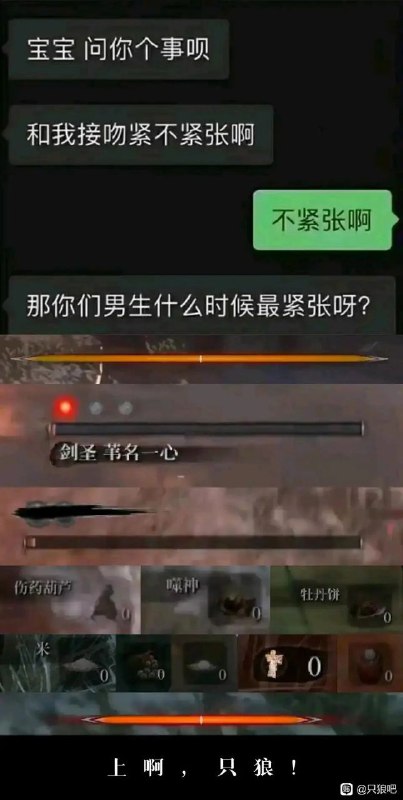 宝宝 问你个事呗
和我接吻紧不紧张啊
不紧张啊
那你们男生什么时候最紧张呀?
剑圣 苇名一心
伤药葫芦 0
噬神 0
牡丹饼 0
米 0
0
0
0
0
上啊，只狼!
@只狼吧